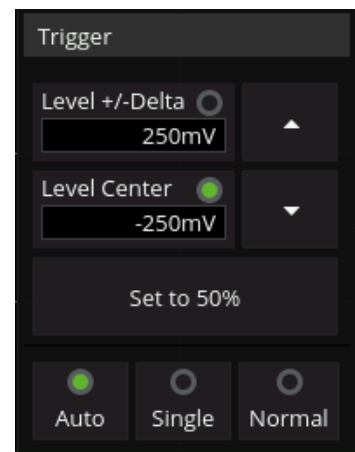 Trigger
Level +/-Delta
250mV
Level Center
-250mV
Set to 50%
Auto Single Normal